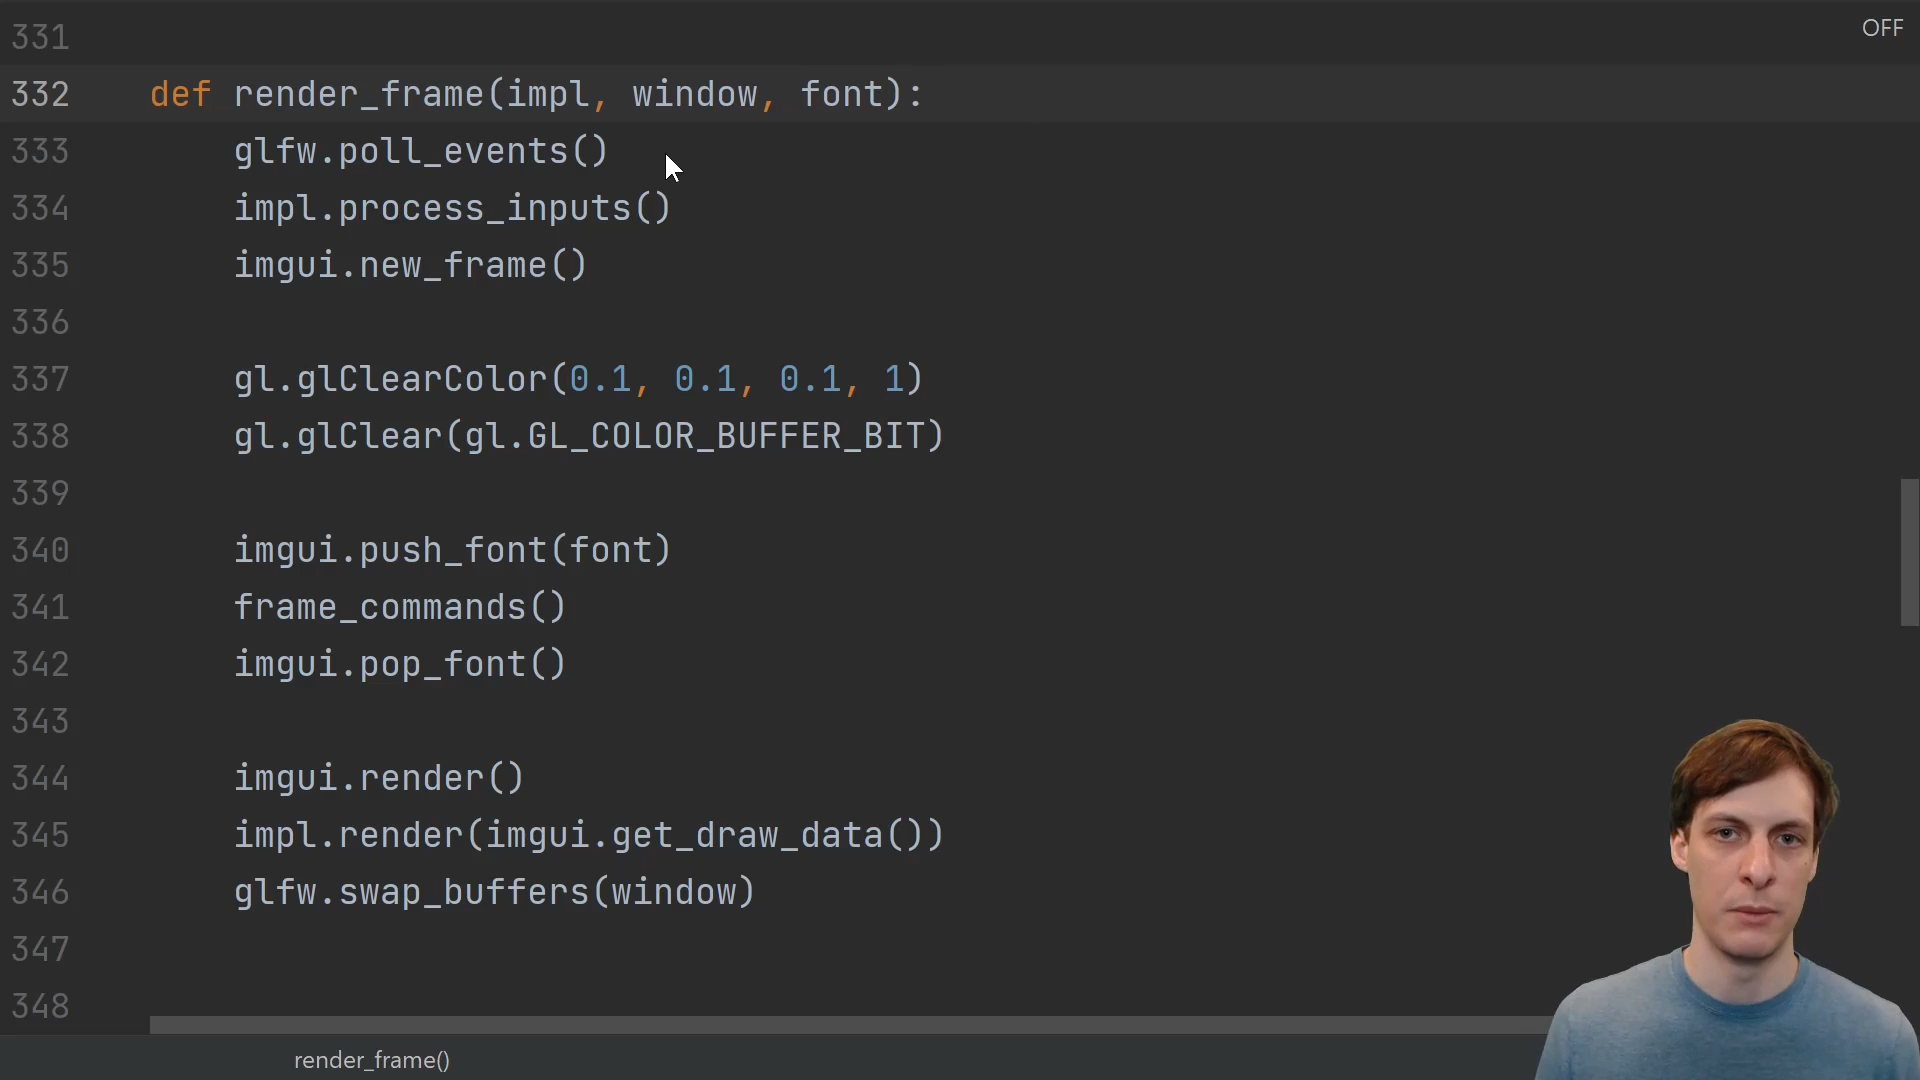 331
OFF
332 def render_frame(impl, window, font):
333 glfw.poll_events()
334 impl.process_inputs()
335 imgui.new_frame()
336
337 gl.glClearColor(0.1, 0.1, 0.1, 1)
338 gl.glClear(gl.GL_COLOR_BUFFER_BIT)
339
340 imgui.push_font(font)
341 frame_commands()
342 imgui.pop_font()
343
344 imgui.render()
345 impl.render(imgui.get_draw_data())
346 glfw.swap_buffers(window)
347
348
render_frame()